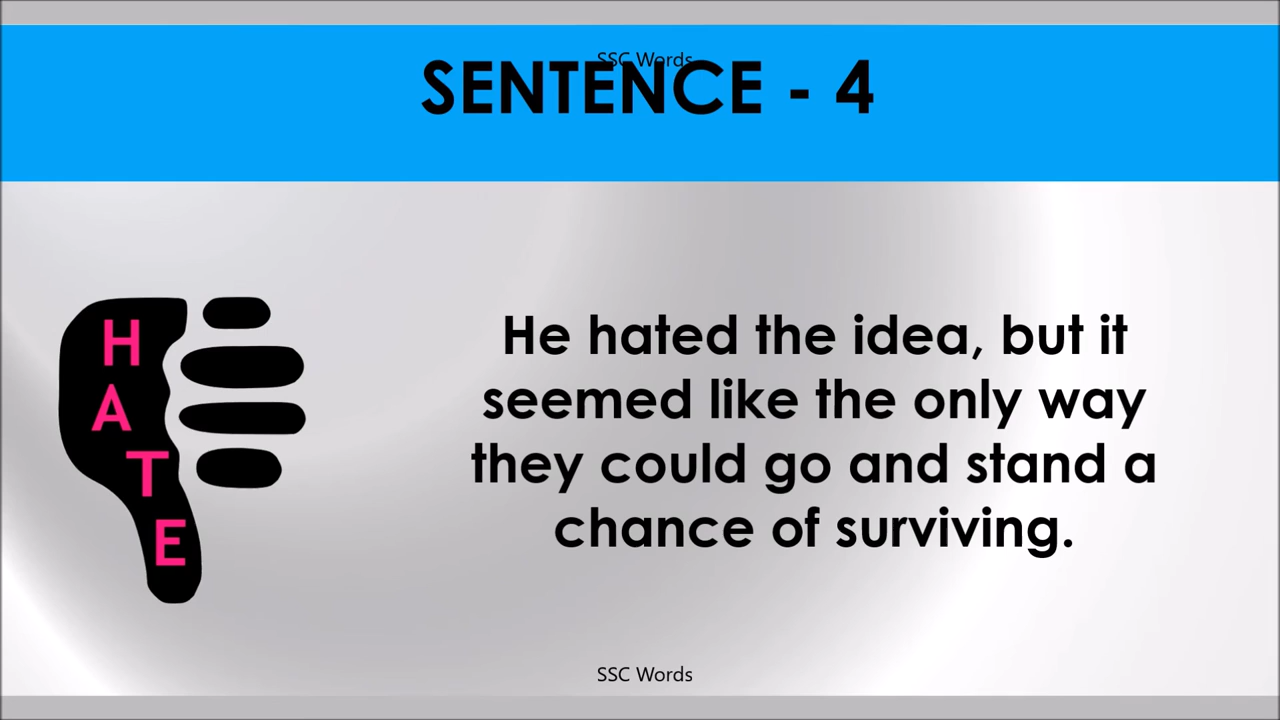 SSC Words
SENTENCE - 4
H
A
T
E
He hated the idea, but it
seemed like the only way
they could go and stand a
chance of surviving.
SSC Words